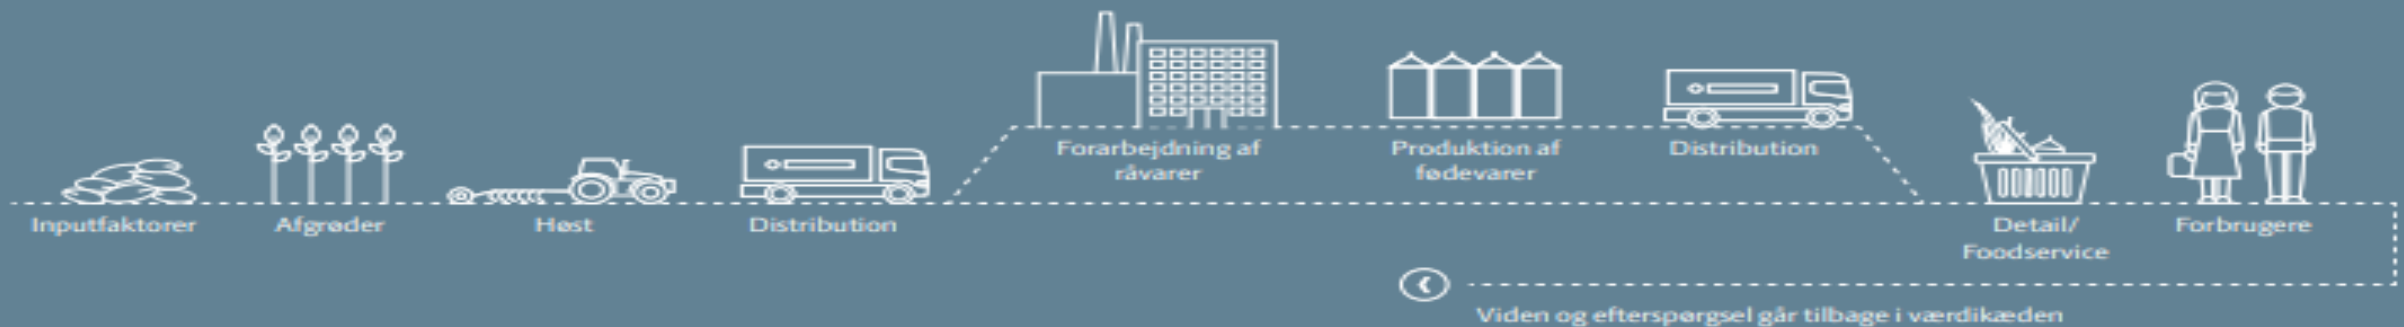 Forarbejdning af
råvarer
Produktion af
fødevarer
Distribution
Inputfaktorer
Afgrøder
Høst
Distribution
Detail/
Foodservice
Forbrugere
Viden og efterspørgsel går tilbage i værdikæden